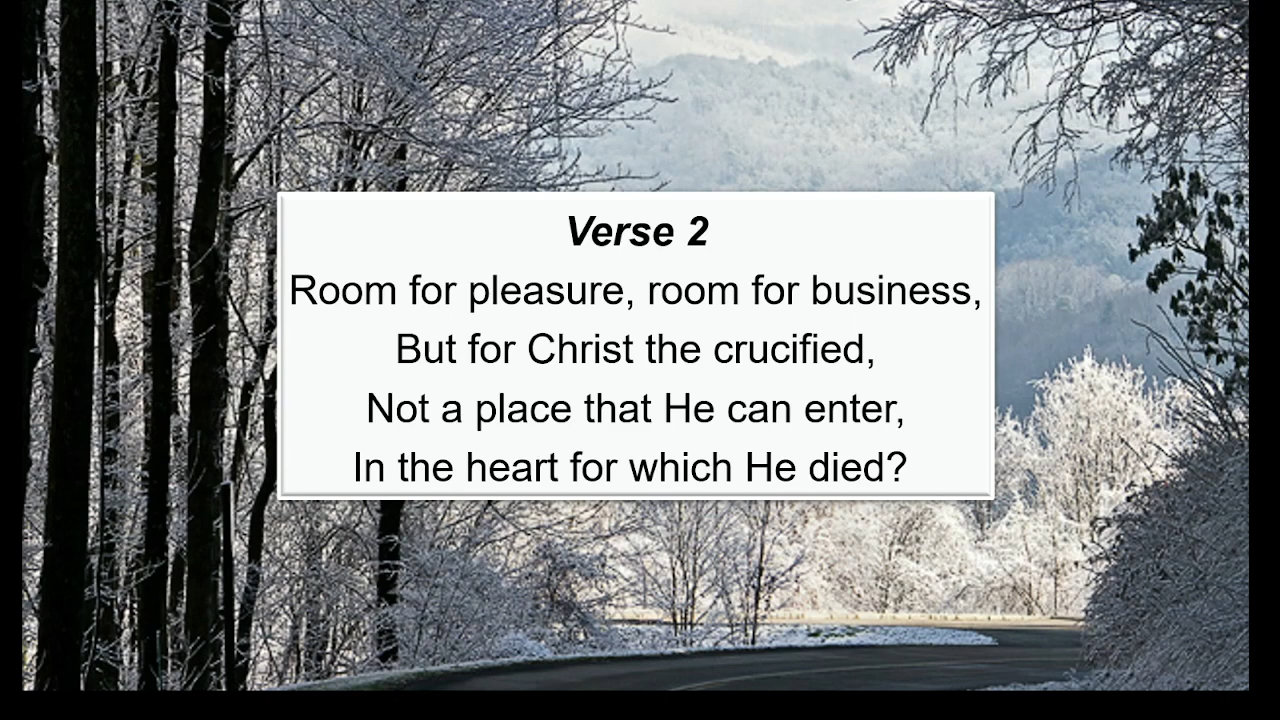 Verse 2
Room for pleasure, room for business,
But for Christ the crucified,
Not a place that He can enter,
In the heart for which He died?